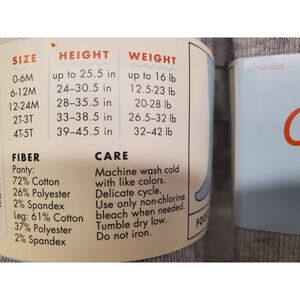 SIZE HEIGHT WEIGHT
0-6M up to 25.5 in up to 16 lb
6-12M 24–30.5 in 12.5-23 lb
12-24M 28–35.5 in 20-28 lb
2T-3T 33–38.5 in 26.5–32 lb
4T-5T 39–45.5 in 32–42 lb
FIBER
Panty:
72% Cotton
26% Polyester
2% Spandex
Leg: 61% Cotton
37% Polyester
2% Spandex
CARE
Machine wash cold
with like colors.
Delicate cycle.
Use only non-chlorine
bleach when needed.
Tumble dry low.
Do not iron.
FOO